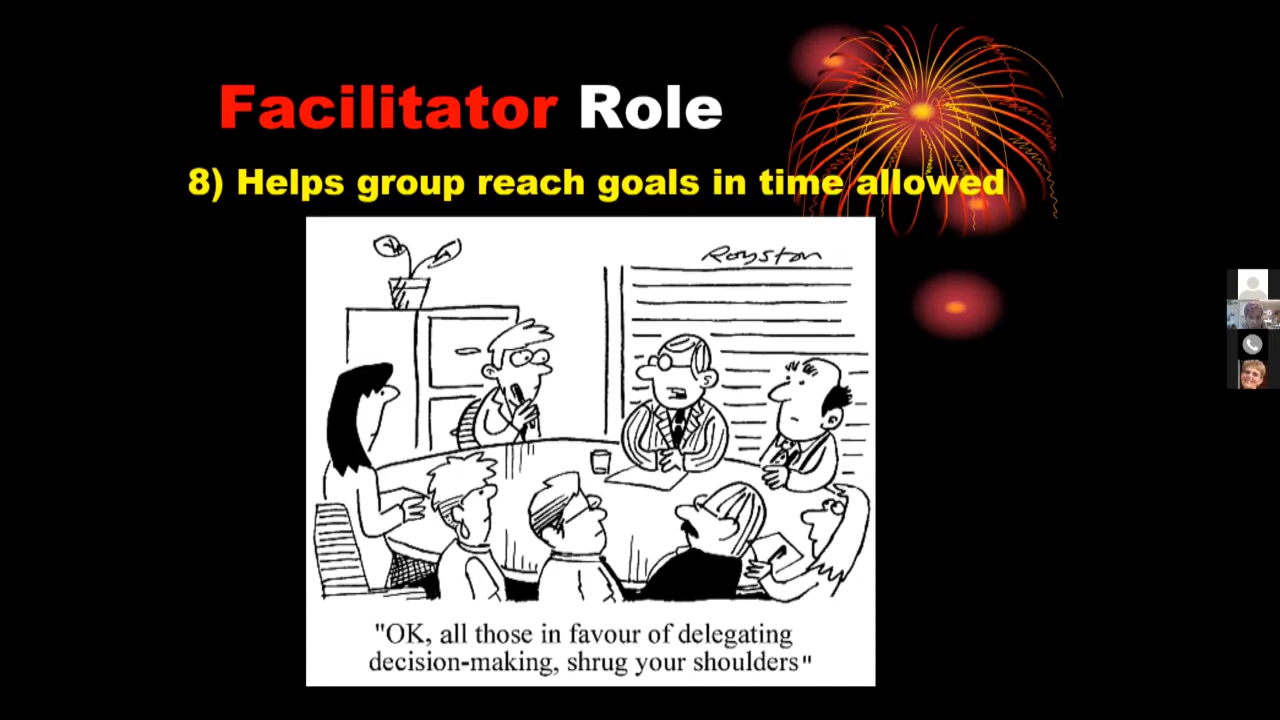 Facilitator Role
8) Helps group reach goals in time allowed
Royston
"OK, all those in favour of delegating
decision-making, shrug your shoulders"